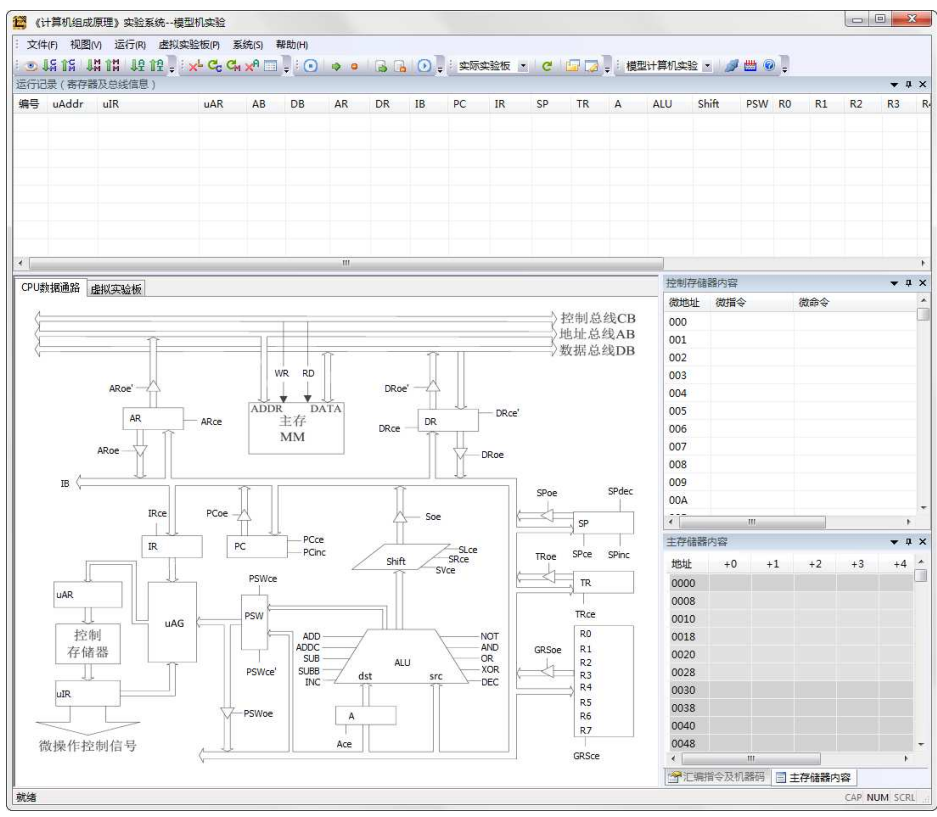 《计算机组成原理》实验系统--模型机实验
文件(F) 视图(V) 运行(R) 虚拟实验板(P) 系统(S) 帮助(H)
实际实验板 模型计算机实验
运行记录（寄存器及总线信息）
编号 uAddr uIR uAR AB DB AR DR IB PC IR SP TR A ALU Shift PSW R0 R1 R2 R3 R4
CPU数据通路 虚拟实验板
控制总线CB
地址总线AB
数据总线DB
WR RD
ARoe' DRoe'
ADDR DATA
AR ARce 主存 DRce DR DRce'
MM
ARoe DRoe
IB
IRce PCoe Soe SPoe SPdec
IR PC PCce SP
PCinc
Shift SLce
SRce
SVce
SPce SPinc
TRoe
TR
TRce
PSWce
uAR uAG PSW
控制
存储器
PSWce'
uIR
ADD NOT
ADDC AND
SUB ALU OR
SUBB XOR
INC dst src DEC
GRSoe
R0
R1
R2
R3
R4
R5
R6
R7
GRSce
PSWoe A
Ace
微操作控制信号
控制存储器内容
微地址 微指令 微命令
000
001
002
003
004
005
006
007
008
009
00A
主存储器内容
地址 +0 +1 +2 +3 +4
0000
0008
0010
0018
0020
0028
0030
0038
0040
0048
汇编指令及机器码 主存储器内容
就绪 CAP NUM SCRL